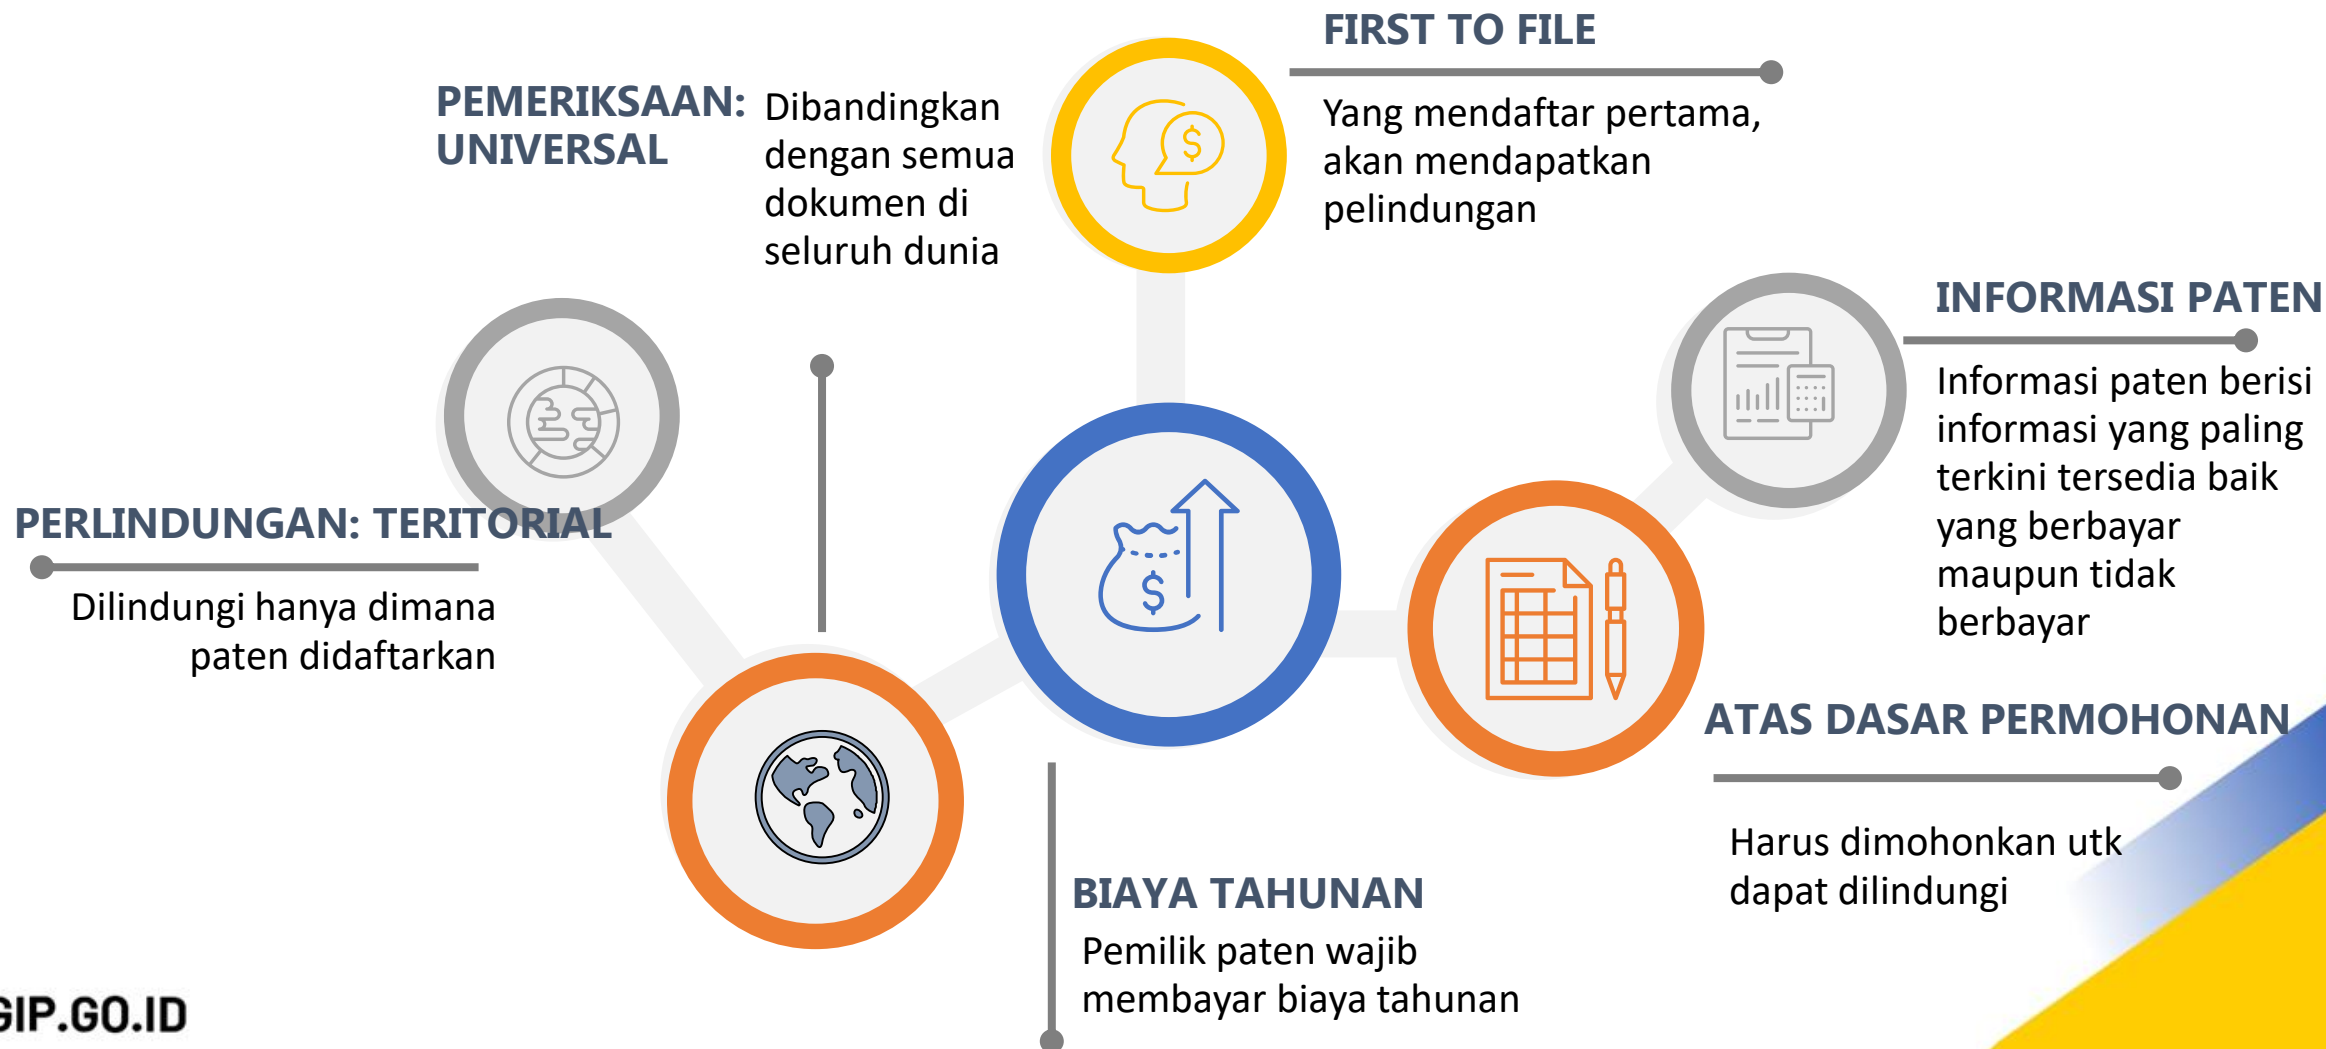 FIRST TO FILE
Yang mendaftar pertama,
akan mendapatkan
pelindungan
PEMERIKSAAN:
UNIVERSAL
Dibandingkan
dengan semua
dokumen di
seluruh dunia
INFORMASI PATEN
Informasi paten berisi
informasi yang paling
terkini tersedia baik
yang berbayar
maupun tidak
berbayar
PERLINDUNGAN: TERITORIAL
Dilindungi hanya dimana
paten didaftarkan
ATAS DASAR PERMOHONAN
Harus dimohonkan utk
dapat dilindungi
BIAYA TAHUNAN
Pemilik paten wajib
membayar biaya tahunan
GIP.GO.ID